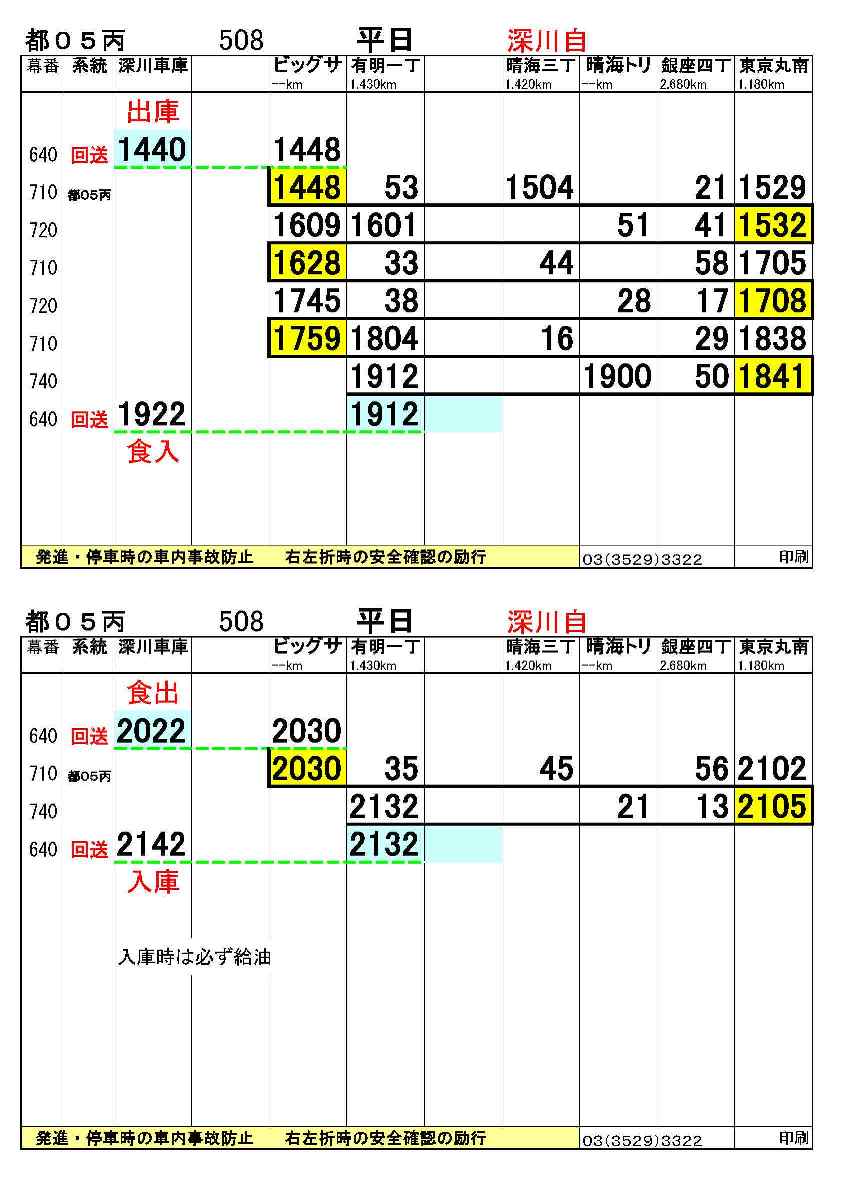 都０５丙 508 平日 深川自
幕番 系統 深川車庫 ビッグサ 有明一丁 晴海三丁 晴海トリ 銀座四丁 東京丸南
--km 1.430km 1.420km --km 2.680km 1.180km
出庫
640 回送 1440 1448
710 都０５丙 1448 53 1504 21 1529
720 1609 1601 51 41 1532
710 1628 33 44 58 1705
720 1745 38 28 17 1708
710 1759 1804 16 29 1838
740 1912 1900 50 1841
640 回送 1922 1912
食入
発進・停車時の車内事故防止 右左折時の安全確認の励行 03(3529)3322 印刷
都０５丙 508 平日 深川自
幕番 系統 深川車庫 ビッグサ 有明一丁 晴海三丁 晴海トリ 銀座四丁 東京丸南
--km 1.430km 1.420km --km 2.680km 1.180km
食出
640 回送 2022 2030
710 都０５丙 2030 35 45 56 2102
740 2132 21 13 2105
640 回送 2142 2132
入庫
入庫時は必ず給油
発進・停車時の車内事故防止 右左折時の安全確認の励行 03(3529)3322 印刷